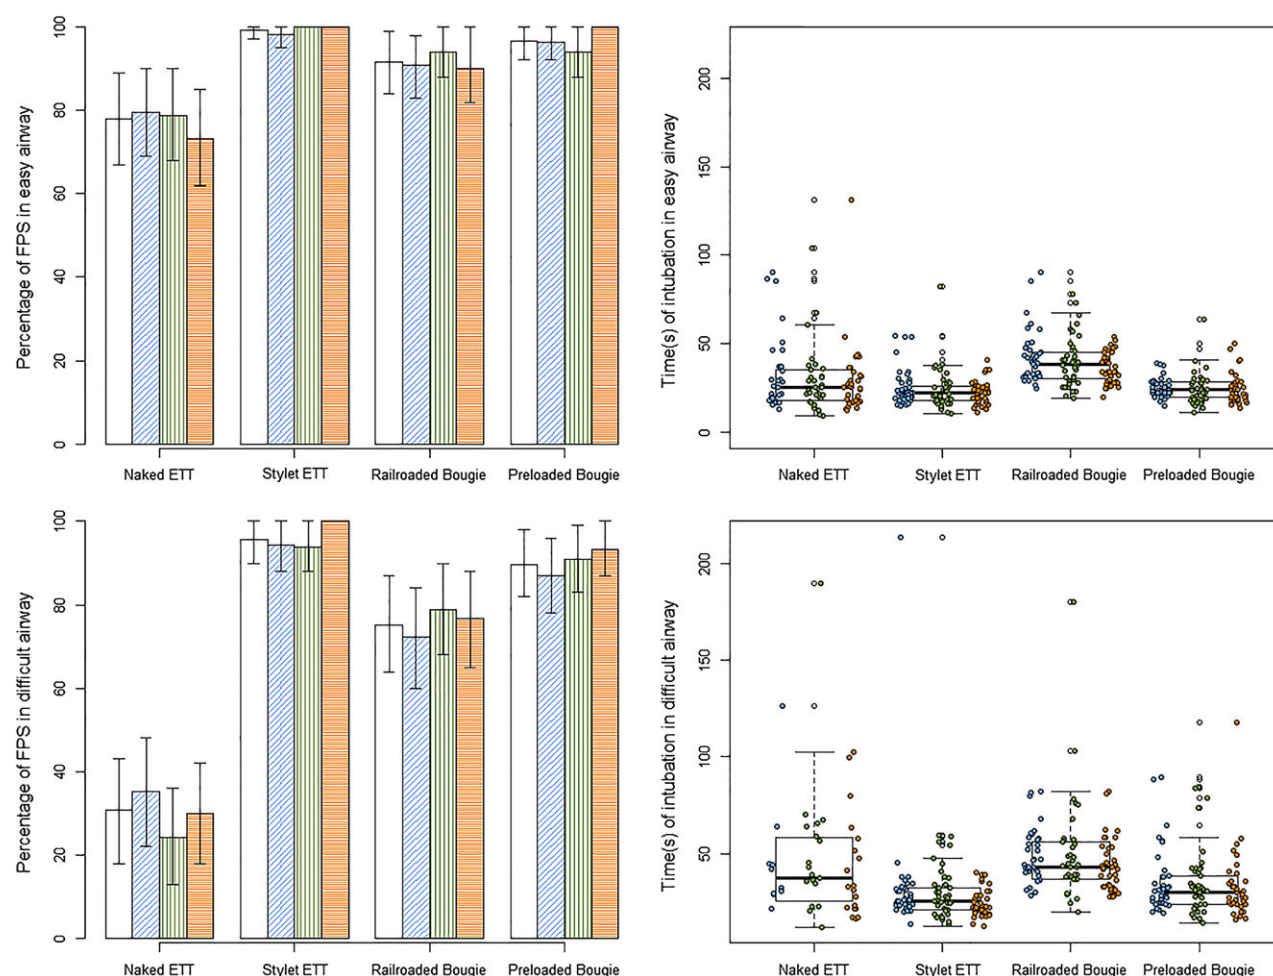 Percentage of FPS in easy airway
100
80
60
40
20
0
Naked ETT
Stylet ETT
Railroaded Bougie
Preloaded Bougie
Time(s) of intubation in easy airway
200
150
100
50
0
Naked ETT
Stylet ETT
Railroaded Bougie
Preloaded Bougie
Percentage of FPS in difficult airway
100
80
60
40
20
0
Naked ETT
Stylet ETT
Railroaded Bougie
Preloaded Bougie
Time(s) of intubation in difficult airway
200
150
100
50
Naked ETT
Stylet ETT
Railroaded Bougie
Preloaded Bougie